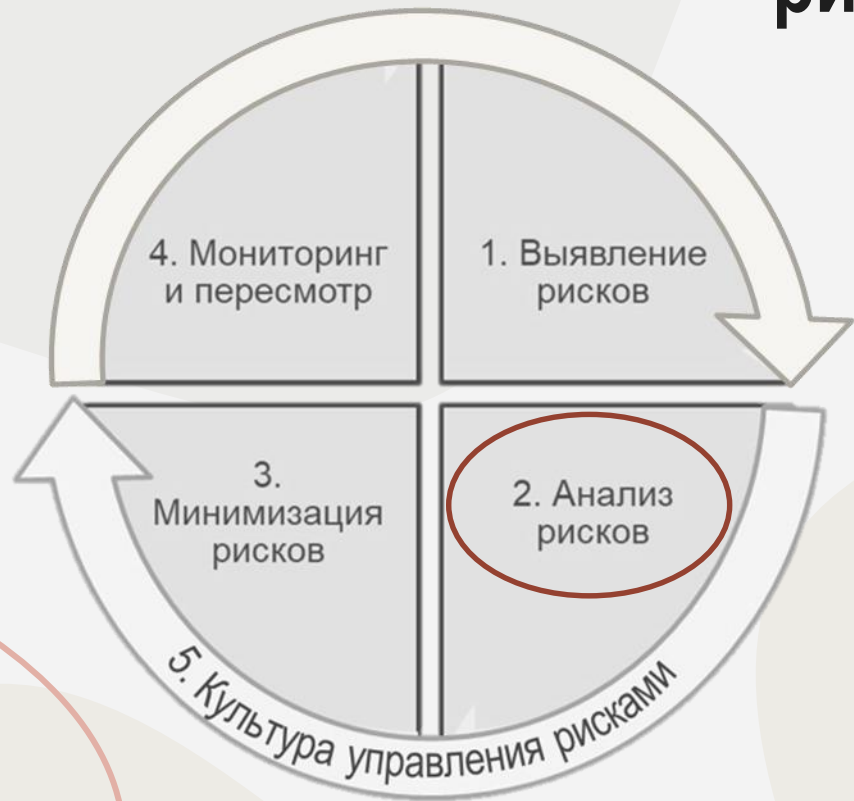 4. Мониторинг
и пересмотр
1. Выявление
рисков
3.
Минимизация
рисков
2. Анализ
рисков
5. Культура управления рисками